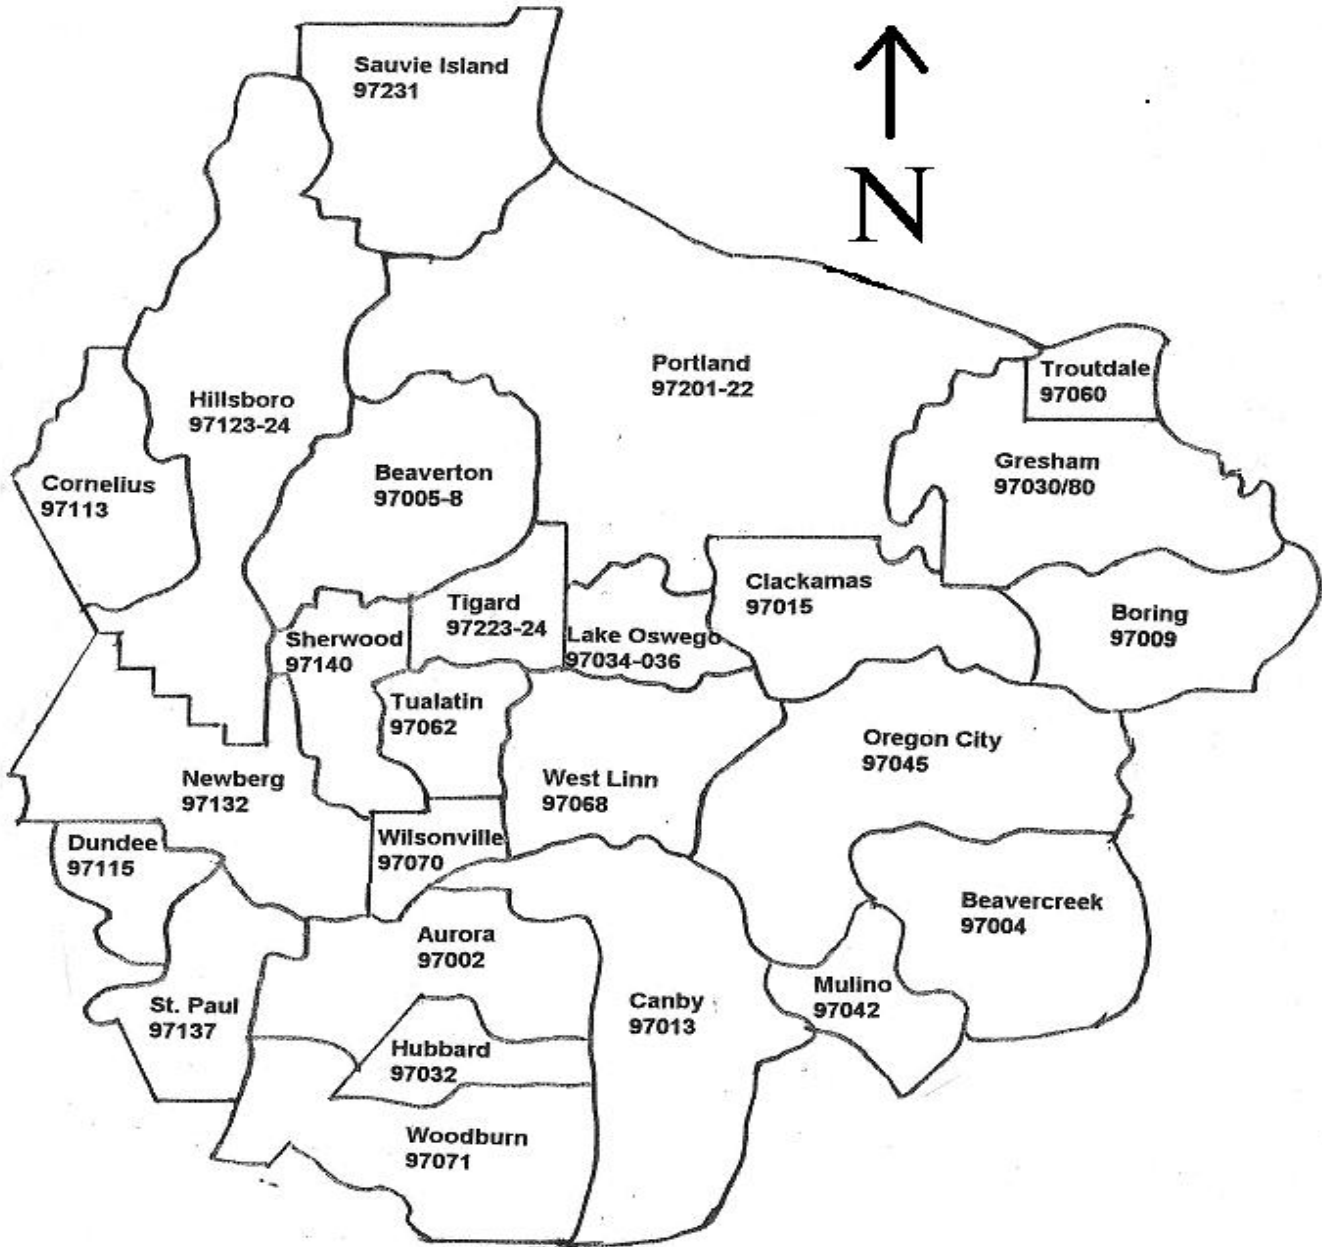 Sauvie Island
97231
N
Portland
97201-22
Troutdale
97060
Hillsboro
97123-24
Gresham
97030/80
Beaverton
97005-8
Cornelius
97113
Clackamas
97015
Tigard
97223-24
Boring
97009
Sherwood
97140
Lake Oswego
97034-036
Tualatin
97062
Oregon City
97045
Newberg
97132
West Linn
97068
Dundee
97115
Wilsonville
97070
Beavercreek
97004
Aurora
97002
Mulino
97042
St. Paul
97137
Canby
97013
Hubbard
97032
Woodburn
97071